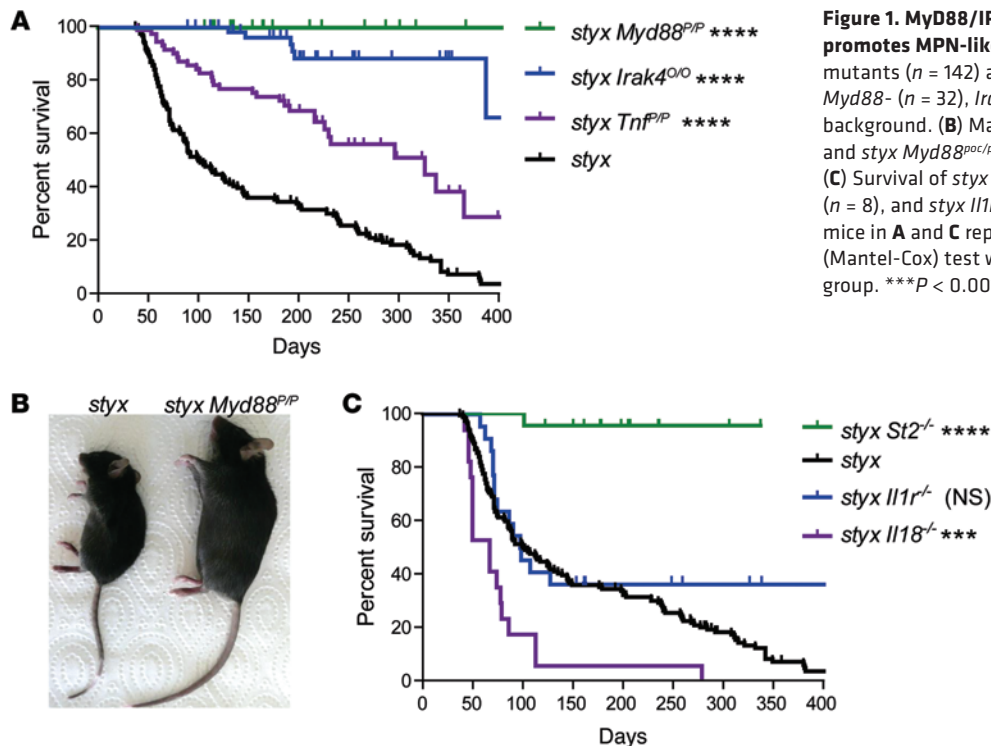 A
100
80
60
40
20
0
Percent survival
0 50 100 150 200 250 300 350 400
Days
styx Myd88P/P ****
styx Irak4O/O ****
styx TnfP/P ****
styx
Figure 1. MyD88/IR
promotes MPN-lik
mutants (n = 142) a
Myd88- (n = 32), Ira
background. (B) Ma
and styx Myd88poc/p
(C) Survival of styx
(n = 8), and styx Il1
mice in A and C rep
(Mantel-Cox) test w
group. ***P < 0.00
B
styx styx Myd88P/P
C
100
80
60
40
20
0
Percent survival
0 50 100 150 200 250 300 350 400
Days
styx St2-/- ****
styx
styx Il1r-/- (NS)
styx Il18-/- ***